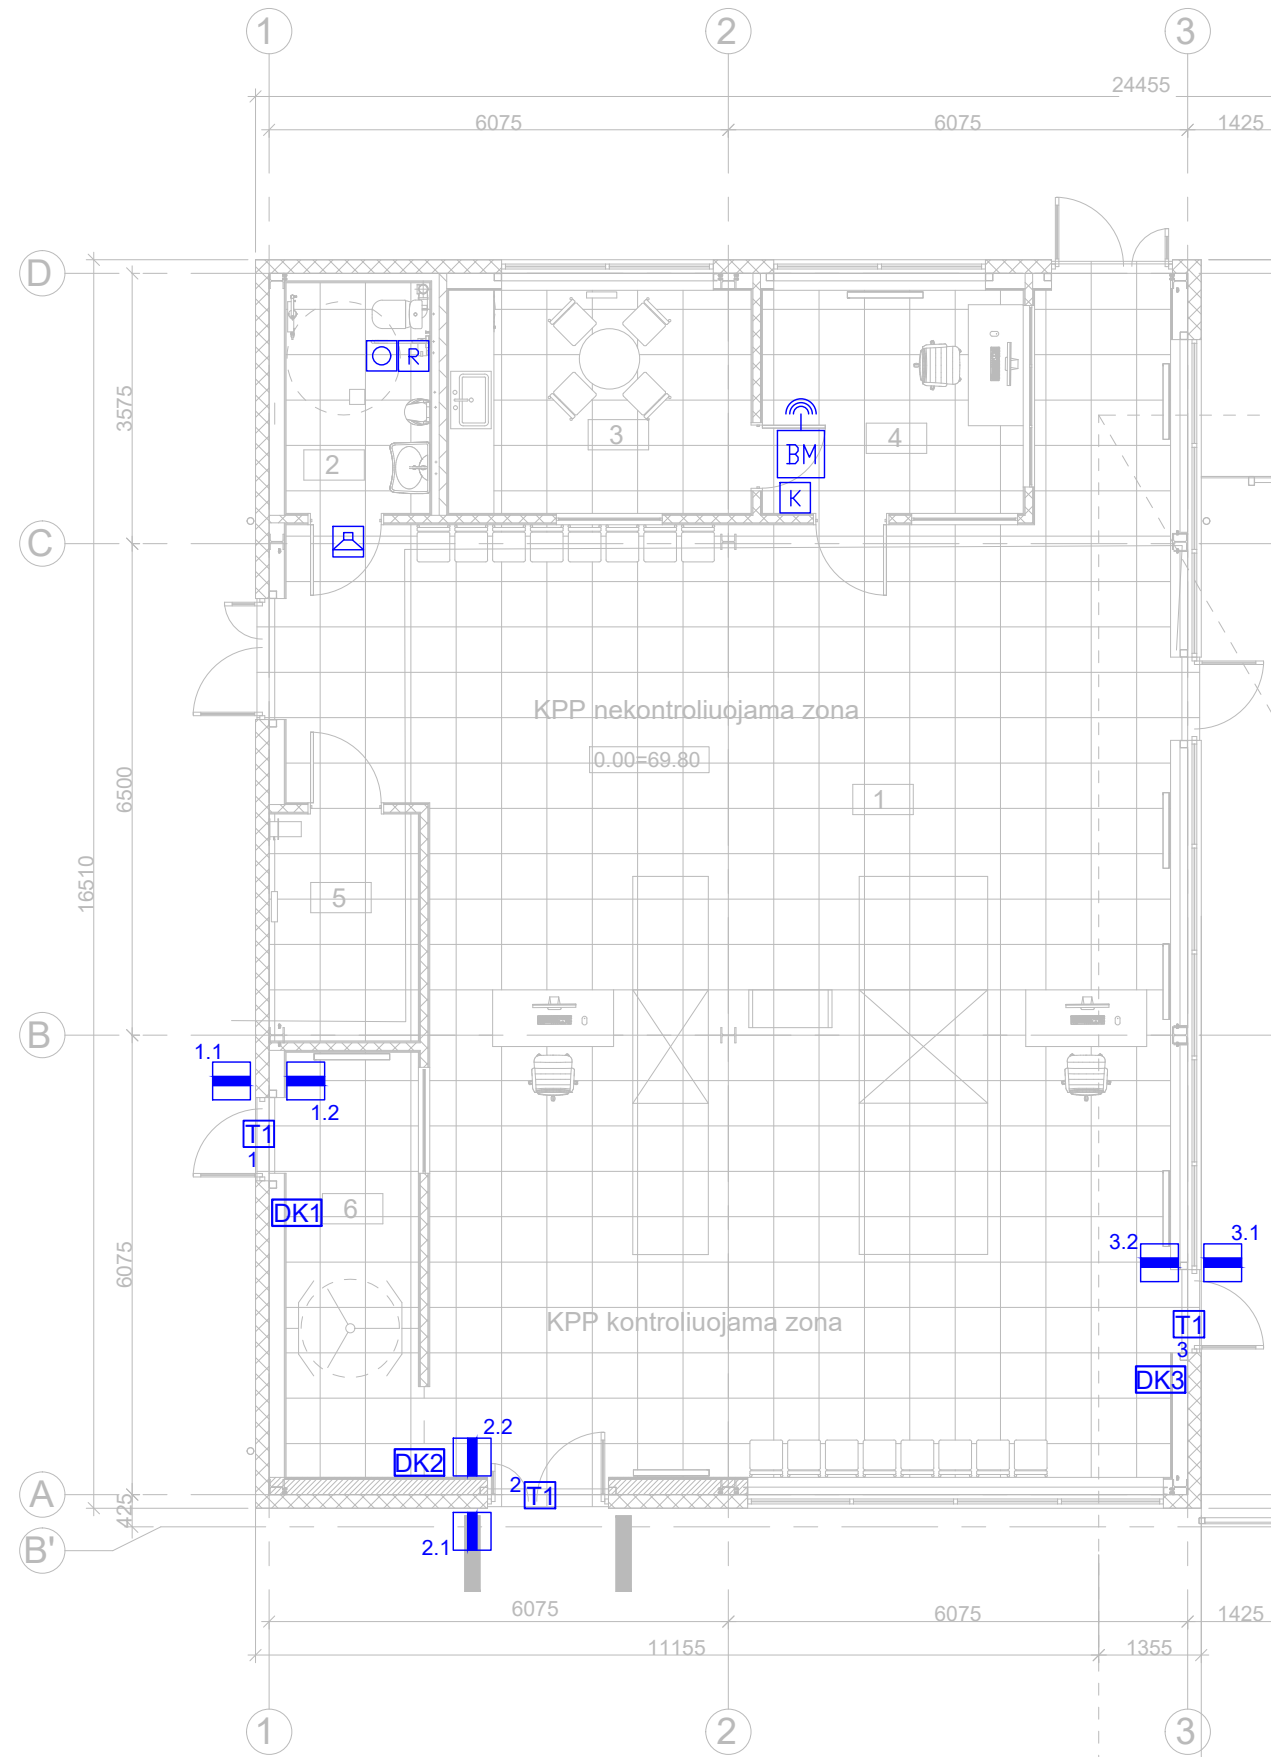 1
2
3
24455
6075
6075
1425
D
3575
R
3
4
BM
2
K
C
KPP nekontroliuojama zona
0.00=69.80
6500
1
16510
5
B
1.1
1.2
T1
1
DK1
6
3.2
3.1
6075
KPP kontroliuojama zona
T1
3
DK3
2.2
DK2
2
T1
A
425
2.1
B'
6075
6075
1425
11155
1355
1
2
3